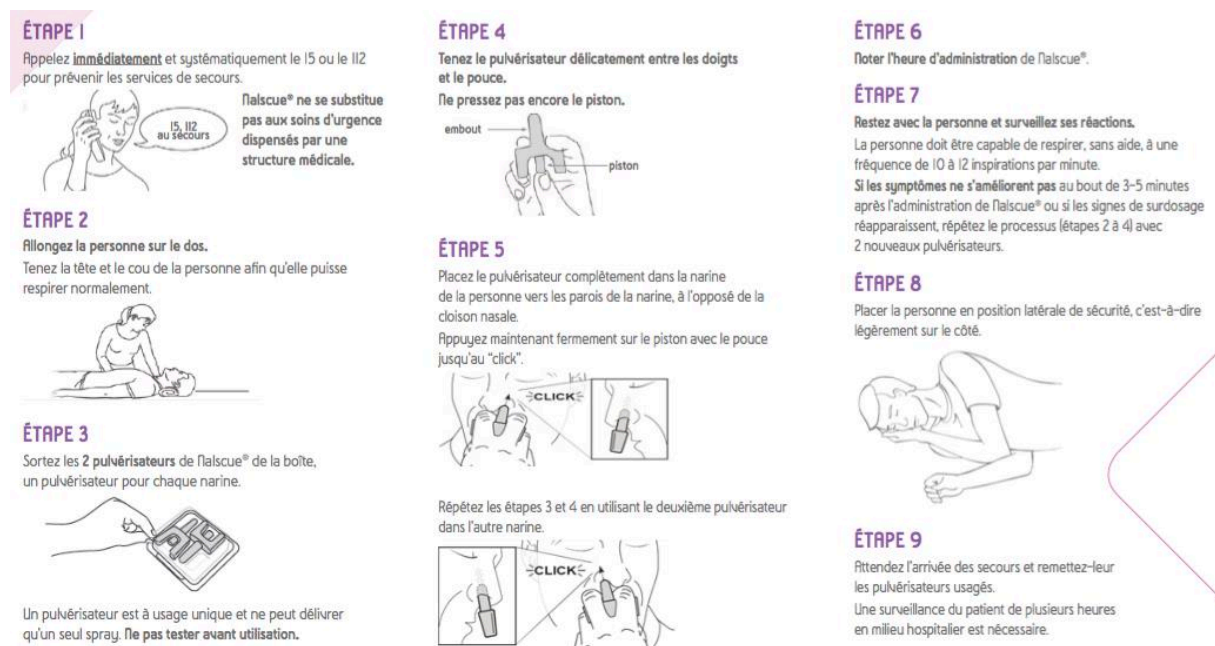 ÉTAPE 1
Appelez immédiatement et systématiquement le 15 ou le 112
pour prévenir les services de secours.
15, 112
au secours
Nalscue® ne se substitue
pas aux soins d'urgence
dispensés par une
structure médicale.
ÉTAPE 2
Allongez la personne sur le dos.
Tenez la tête et le cou de la personne afin qu'elle puisse
respirer normalement.
ÉTAPE 3
Sortez les 2 pulvérisateurs de Nalscue® de la boîte,
un pulvérisateur pour chaque narine.
Un pulvérisateur est à usage unique et ne peut délivrer
qu'un seul spray. Ne pas tester avant utilisation.
ÉTAPE 4
Tenez le pulvérisateur délicatement entre les doigts
et le pouce.
Ne pressez pas encore le piston.
embout
piston
ÉTAPE 5
Placez le pulvérisateur complètement dans la narine
de la personne vers les parois de la narine, à l'opposé de la
cloison nasale.
Appuyez maintenant fermement sur le piston avec le pouce
jusqu'au "click".
CLICK
Répétez les étapes 3 et 4 en utilisant le deuxième pulvérisateur
dans l'autre narine.
CLICK
ÉTAPE 6
Noter l'heure d'administration de Nalscue®.
ÉTAPE 7
Restez avec la personne et surveillez ses réactions.
La personne doit être capable de respirer, sans aide, à une
fréquence de 10 à 12 inspirations par minute.
Si les symptômes ne s'améliorent pas au bout de 3-5 minutes
après l'administration de Nalscue® ou si les signes de surdosage
réapparaissent, répétez le processus (étapes 2 à 4) avec
2 nouveaux pulvérisateurs.
ÉTAPE 8
Placer la personne en position latérale de sécurité, c'est-à-dire
légèrement sur le côté.
ÉTAPE 9
Attendez l'arrivée des secours et remettez-leur
les pulvérisateurs usagés.
Une surveillance du patient de plusieurs heures
en milieu hospitalier est nécessaire.